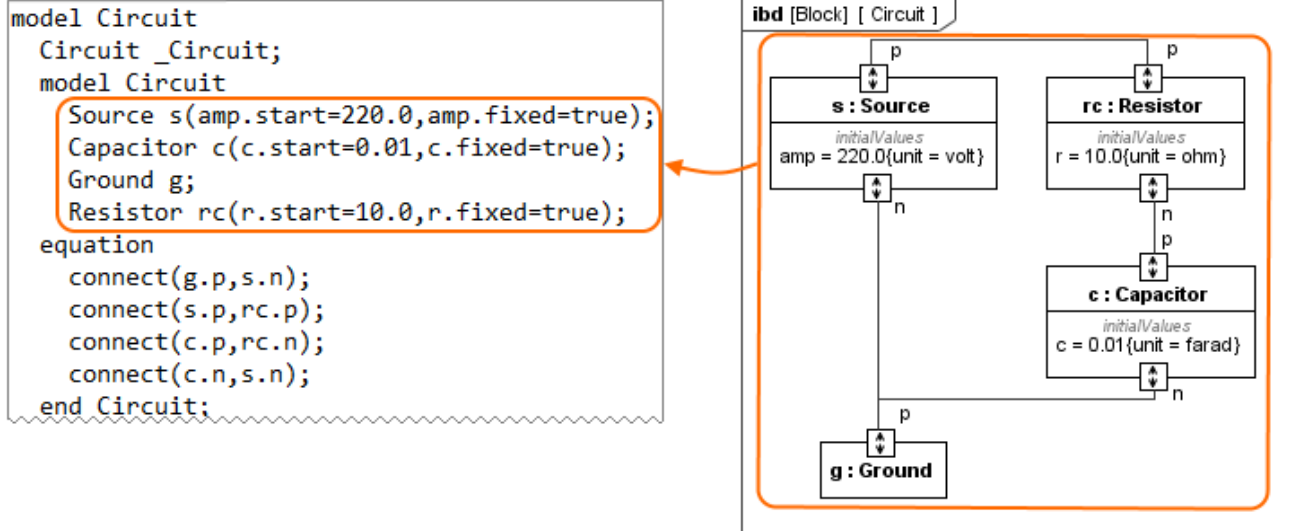 model Circuit
Circuit _Circuit;
model Circuit
Source s(amp.start=220.0,amp.fixed=true);
Capacitor c(c.start=0.01,c.fixed=true);
Ground g;
Resistor rc(r.start=10.0,r.fixed=true);
equation
connect(g.p,s.n);
connect(s.p,rc.p);
connect(c.p,rc.n);
connect(c.n,s.n);
end Circuit;
ibd [Block] [ Circuit ]
p
p
s : Source
initialValues
amp = 220.0{unit = volt}
n
rc : Resistor
initialValues
r = 10.0{unit = ohm}
n
p
c : Capacitor
initialValues
c = 0.01{unit = farad}
n
p
g : Ground